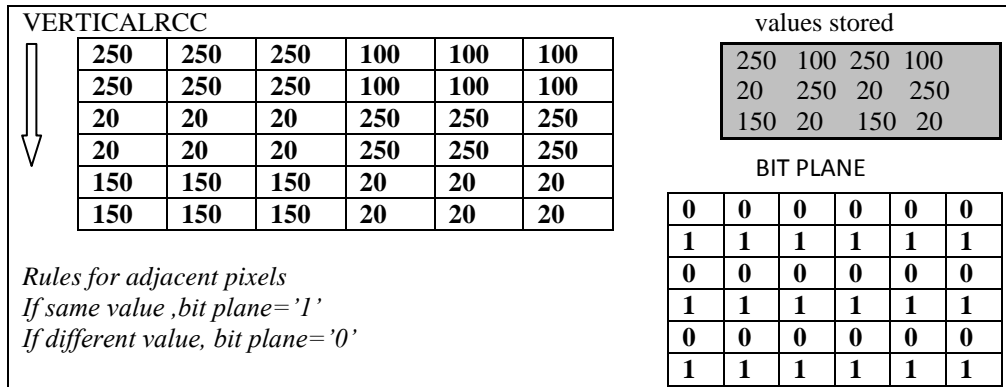 VERTICALRCC
250 250 250 100 100 100
250 250 250 100 100 100
20 20 20 250 250 250
20 20 20 250 250 250
150 150 150 20 20 20
150 150 150 20 20 20
Rules for adjacent pixels
If same value ,bit plane=’1’
If different value, bit plane=’0’
values stored
250 100 250 100
20 250 20 250
150 20 150 20
BIT PLANE
0 0 0 0 0 0
1 1 1 1 1 1
0 0 0 0 0 0
1 1 1 1 1 1
0 0 0 0 0 0
1 1 1 1 1 1